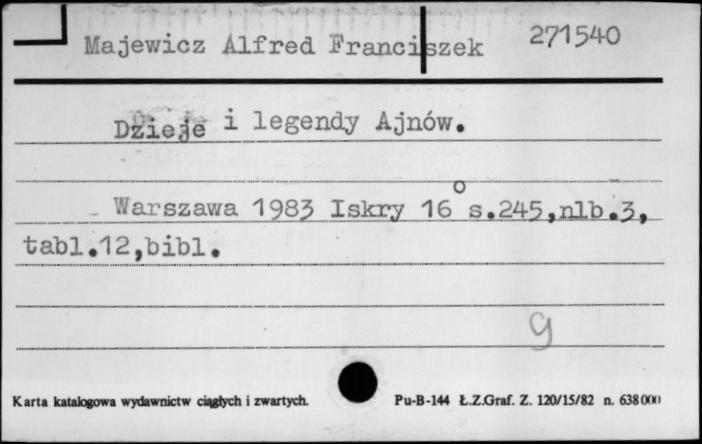 Majewicz Alfred Franciszek 271540
Dzieje i legendy Ajnów.
Warszawa 1983 Iskry 16° s.245,nlb.3,
tabl.12,bibl.
g
Karta katalogowa wydawnictw ciągłych i zwartych. Pu-B-144 Ł.Z.Graf. Z. 120/15/82 n. 638000